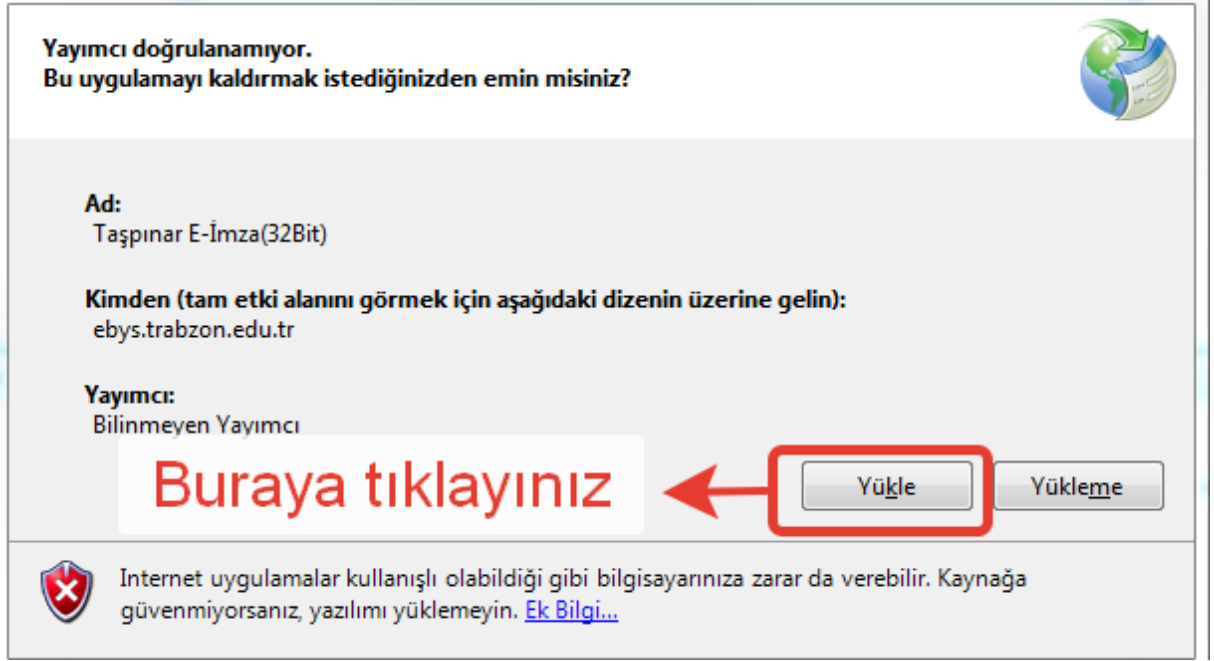 Yayımcı doğrulanamıyor.
Bu uygulamayı kaldırmak istediğinizden emin misiniz?
Ad:
Taşpınar E-İmza(32Bit)
Kimden (tam etki alanını görmek için aşağıdaki dizenin üzerine gelin):
ebys.trabzon.edu.tr
Yayımcı:
Bilinmeyen Yayımcı
Buraya tıklayınız
Yükle
Yükleme
Internet uygulamalar kullanışlı olabildiği gibi bilgisayarınıza zarar da verebilir. Kaynağa
güvenmiyorsanız, yazılımı yüklemeyin. Ek Bilgi...